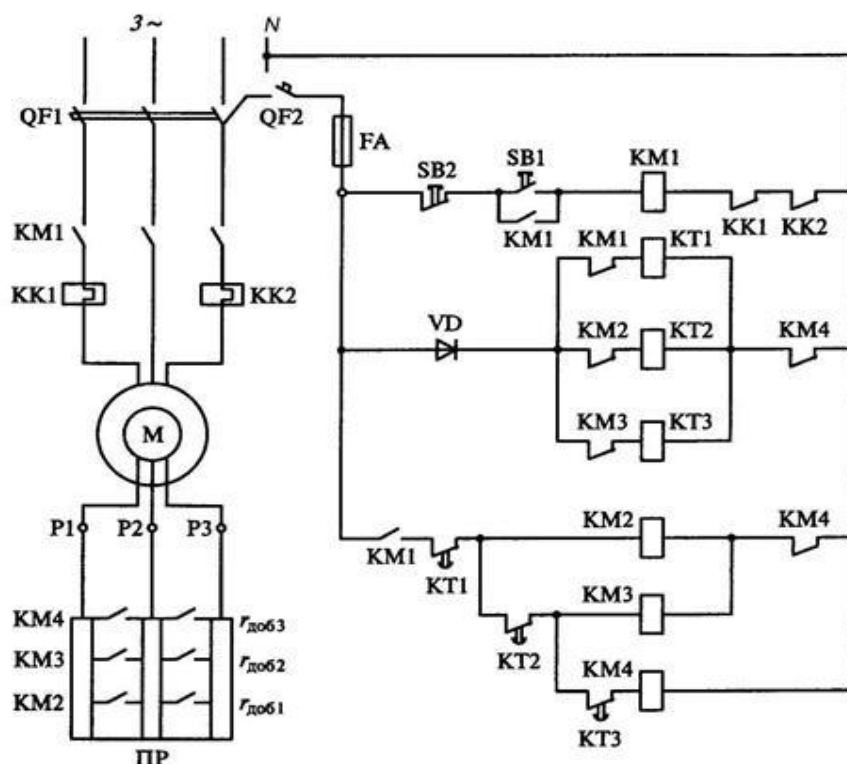 3~
N
QF1
QF2
FA
SB2
SB1
KM1
KM1
KM1
KK1
KK2
KM1
KT1
KK1
KK2
VD
KM2
KT2
KM4
KM3
KT3
M
P1
P2
P3
KM1
KT1
KM2
KM4
KM3
KT2
KM4
rдоб3
KM3
rдоб2
KM4
KM2
rдоб1
KT3
ПР